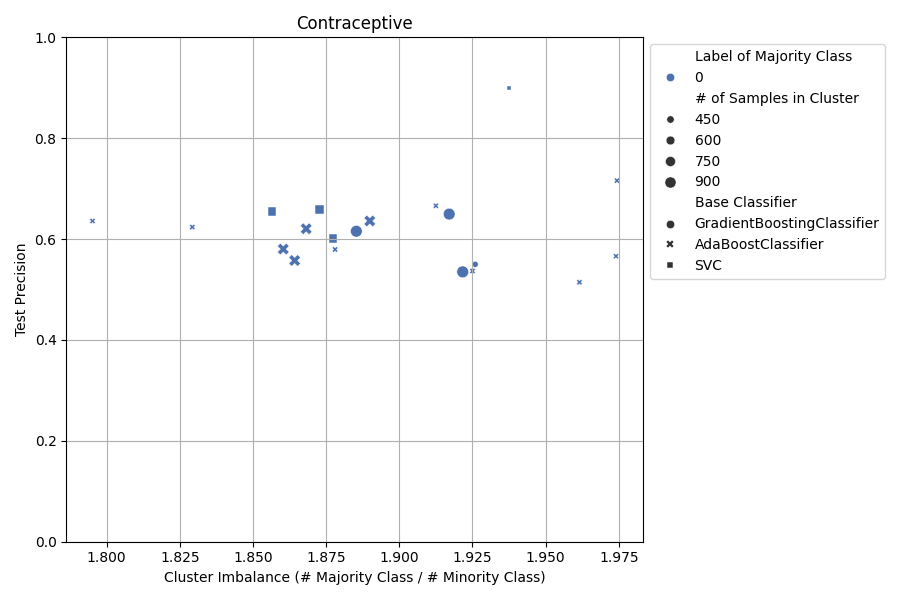 Contraceptive
Test Precision
1.0
0.8
0.6
0.4
0.2
0.0
1.800 1.825 1.850 1.875 1.900 1.925 1.950 1.975
Cluster Imbalance (# Majority Class / # Minority Class)
Label of Majority Class
0
# of Samples in Cluster
450
600
750
900
Base Classifier
GradientBoostingClassifier
AdaBoostClassifier
SVC